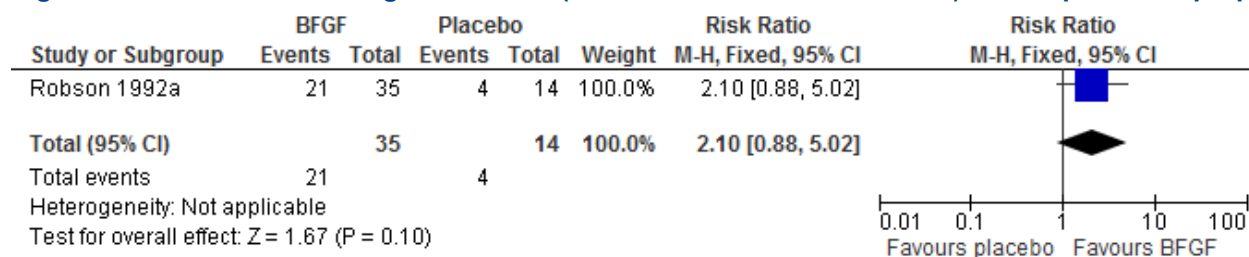 BFGF Placebo Risk Ratio Risk Ratio
Study or Subgroup Events Total Events Total Weight M-H, Fixed, 95% CI M-H, Fixed, 95% CI
Robson 1992a 21 35 4 14 100.0% 2.10 [0.88, 5.02]
Total (95% CI) 35 14 100.0% 2.10 [0.88, 5.02]
Total events 21 4
Heterogeneity: Not applicable
Test for overall effect: Z = 1.67 (P = 0.10)
0.01 0.1 1 10 100
Favours placebo Favours BFGF